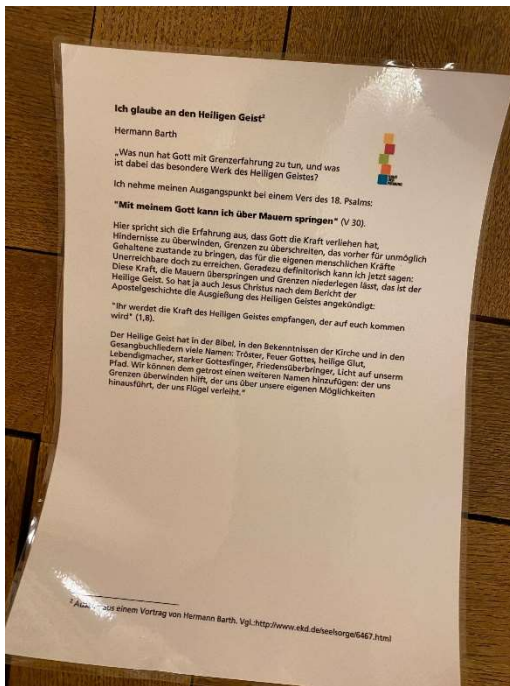 Ich glaube an den Heiligen Geist²
Hermann Barth
„Was nun hat Gott mit Grenzerfahrung zu tun, und was
ist dabei das besondere Werk des Heiligen Geistes?
Ich nehme meinen Ausgangspunkt bei einem Vers des 18. Psalms:
"Mit meinem Gott kann ich über Mauern springen" (V 30).
Hier spricht sich die Erfahrung aus, dass Gott die Kraft verliehen hat,
Hindernisse zu überwinden, Grenzen zu überschreiten, das vorher für unmöglich
Gehaltene zustande zu bringen, das für die eigenen menschlichen Kräfte
Unerreichbare doch zu erreichen. Geradezu definitorisch kann ich jetzt sagen:
Diese Kraft, die Mauern überspringen und Grenzen niederlegen lässt, das ist der
Heilige Geist. So hat ja auch Jesus Christus nach dem Bericht der
Apostelgeschichte die Ausgießung des Heiligen Geistes angekündigt:
"Ihr werdet die Kraft des Heiligen Geistes empfangen, der auf euch kommen
wird" (1,8).
Der Heilige Geist hat ja in der Bibel, in den Bekenntnissen der Kirche und in den
Gesangbuchliedern viele Namen: Tröster, Feuer Gottes, heilige Glut,
Lebendigmacher, starker Gottesfinger, Friedensüberbringer, Licht auf unserm
Pfad. Wir können dem getrost einen weiteren Namen hinzufügen: der uns
Grenzen überwinden hilft, der uns über unsere eigenen Möglichkeiten
hinausführt, der uns Flügel verleiht."
aus einem Vortrag von Hermann Barth. Vgl.:http://www.ekd.de/seelsorge/6467.html